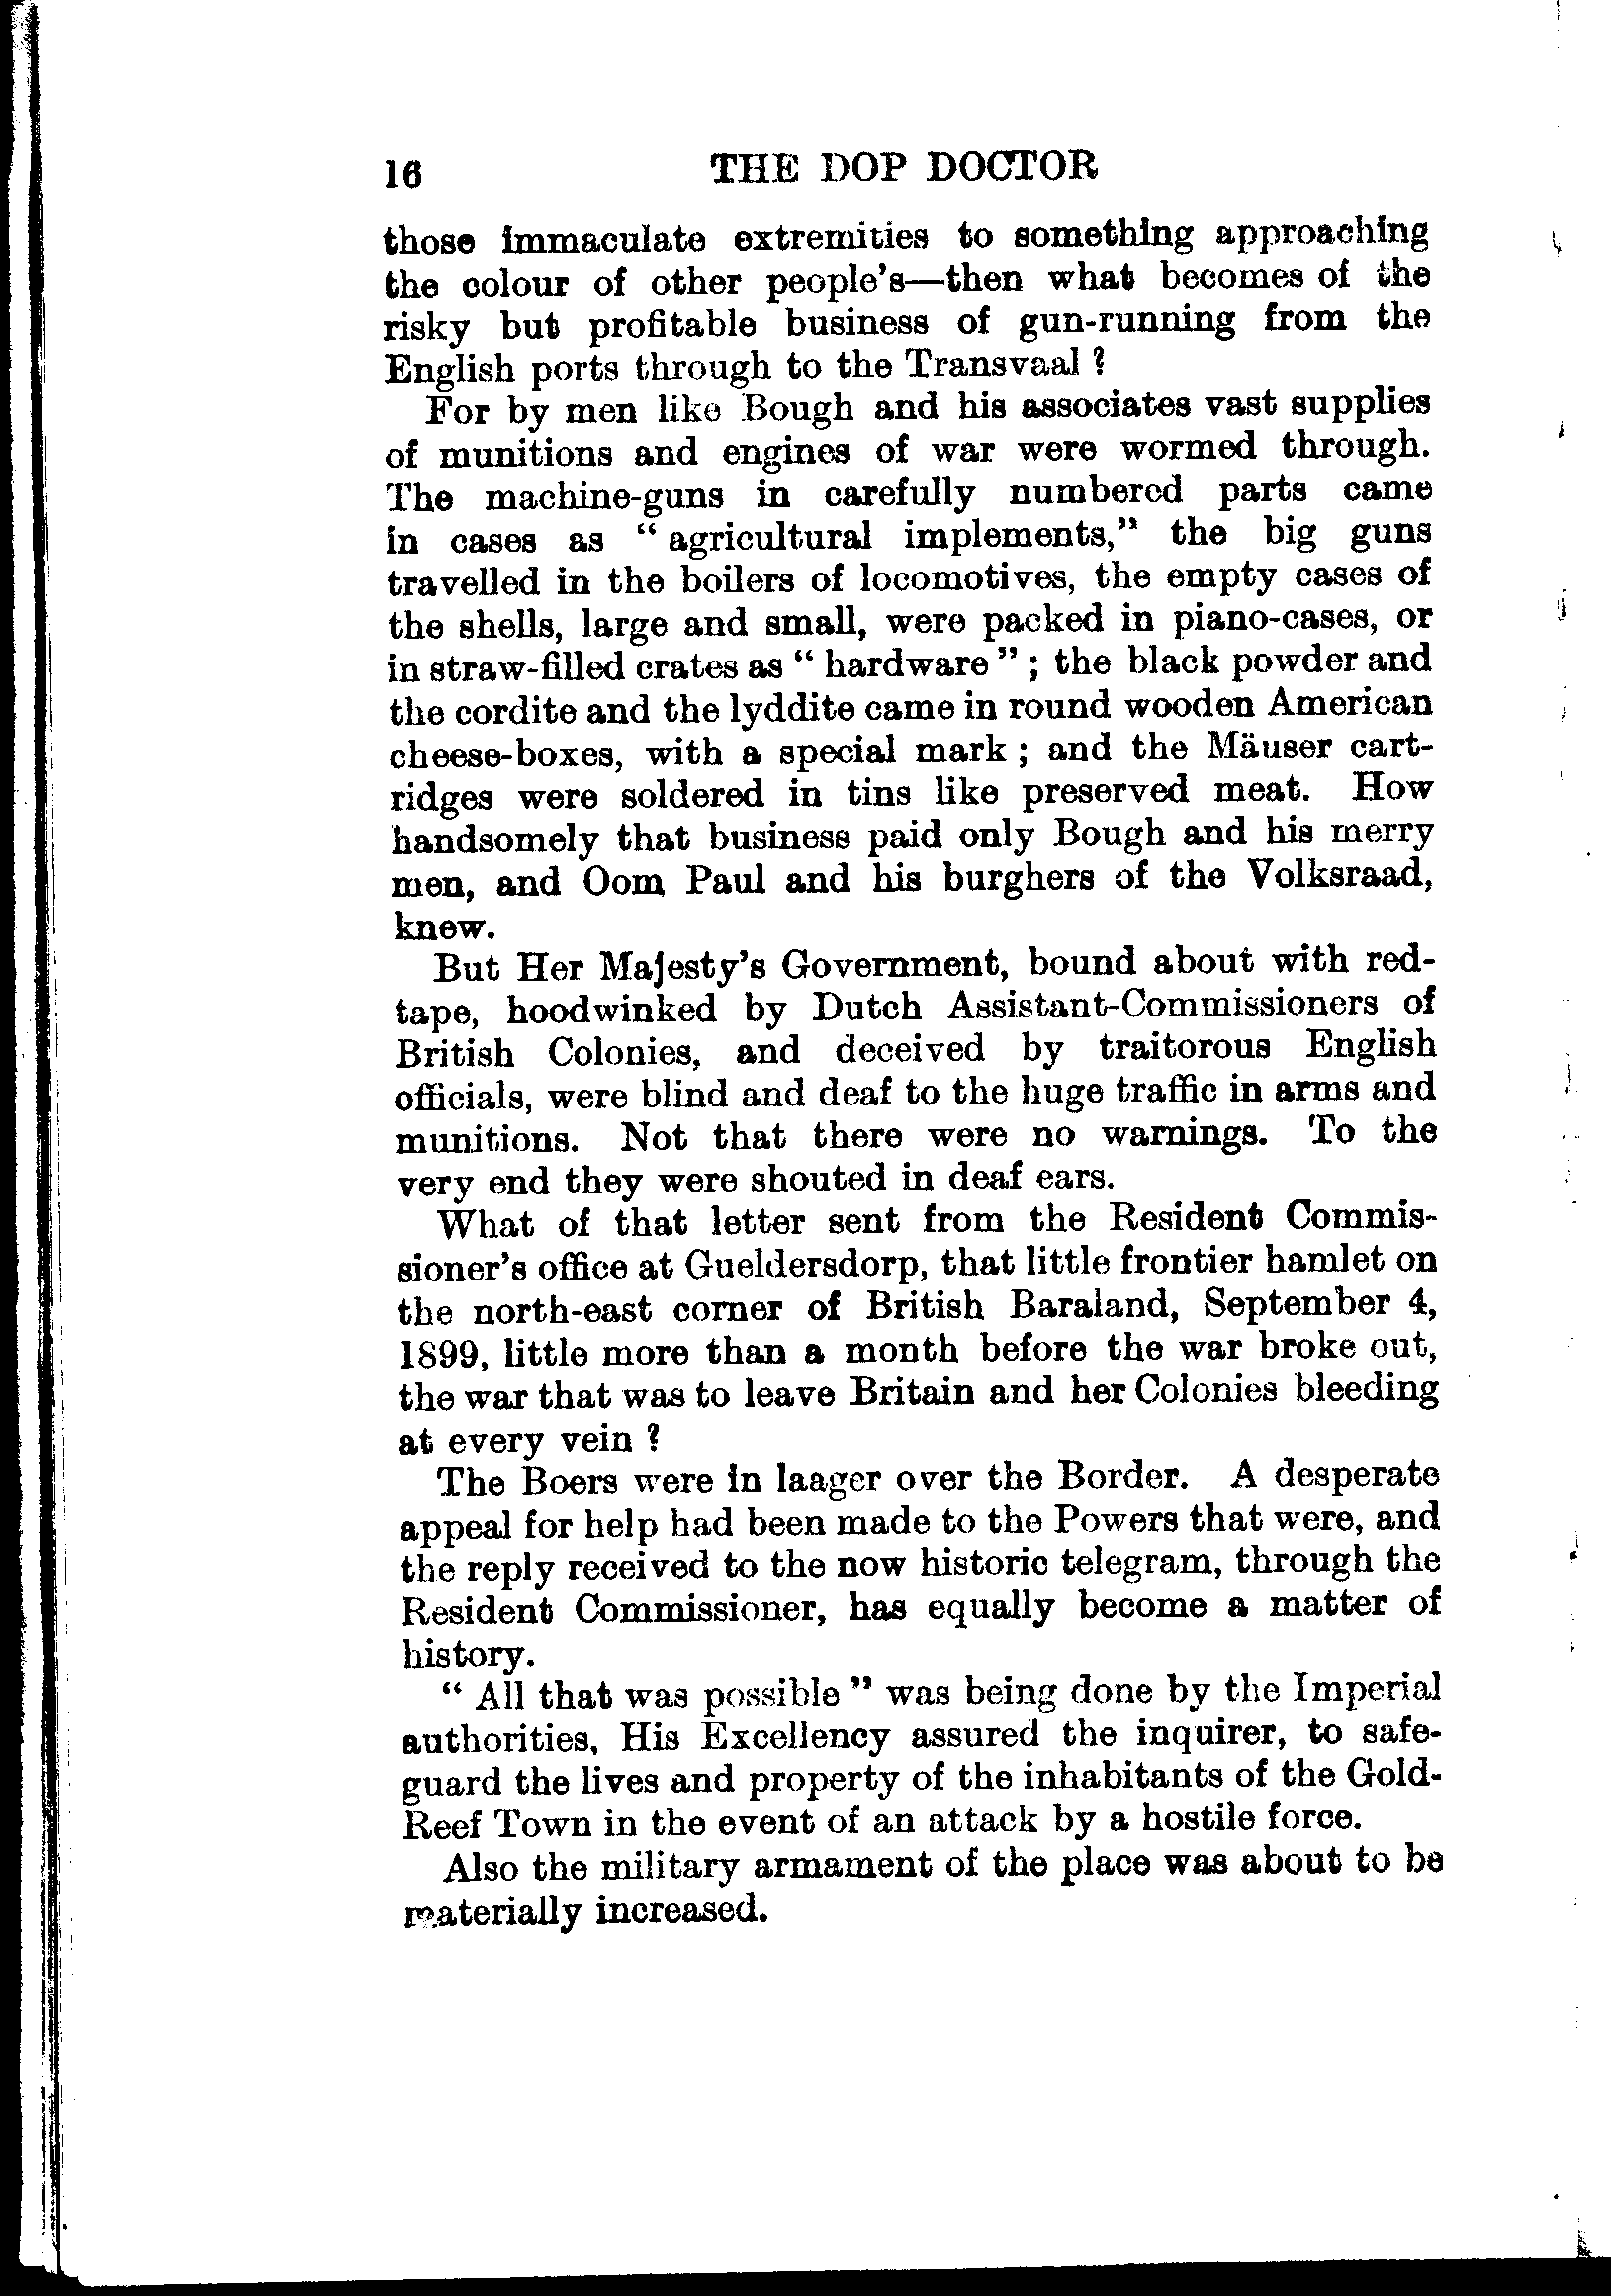 16 THE DOP DOCTOR
those immaculate extremities to something approaching
the colour of other people's—then what becomes of the
risky but profitable business of gun-running from the
English ports through to the Transvaal ?
For by men like Bough and his associates vast supplies
of munitions and engines of war were wormed through.
The machine-guns in carefully numbered parts came
in cases as “ agricultural implements,” the big guns
travelled in the boilers of locomotives, the empty cases of
the shells, large and small, were packed in piano-cases, or
in straw-filled crates as “ hardware ” ; the black powder and
the cordite and the lyddite came in round wooden American
cheese-boxes, with a special mark ; and the Mäuser cart-
ridges were soldered in tins like preserved meat. How
handsomely that business paid only Bough and his merry
men, and Oom Paul and his burghers of the Volksraad,
knew.
But Her Majesty's Government, bound about with red-
tape, hoodwinked by Dutch Assistant-Commissioners of
British Colonies, and deceived by traitorous English
officials, were blind and deaf to the huge traffic in arms and
munitions. Not that there were no warnings. To the
very end they were shouted in deaf ears.
What of that letter sent from the Resident Commis-
sioner's office at Gueldersdorp, that little frontier hamlet on
the north-east corner of British Baraland, September 4,
1899, little more than a month before the war broke out,
the war that was to leave Britain and her Colonies bleeding
at every vein ?
The Boers were in laager over the Border. A desperate
appeal for help had been made to the Powers that were, and
the reply received to the now historic telegram, through the
Resident Commissioner, has equally become a matter of
history.
“ All that was possible ” was being done by the Imperial
authorities, His Excellency assured the inquirer, to safe-
guard the lives and property of the inhabitants of the Gold-
Reef Town in the event of an attack by a hostile force.
Also the military armament of the place was about to be
materially increased.